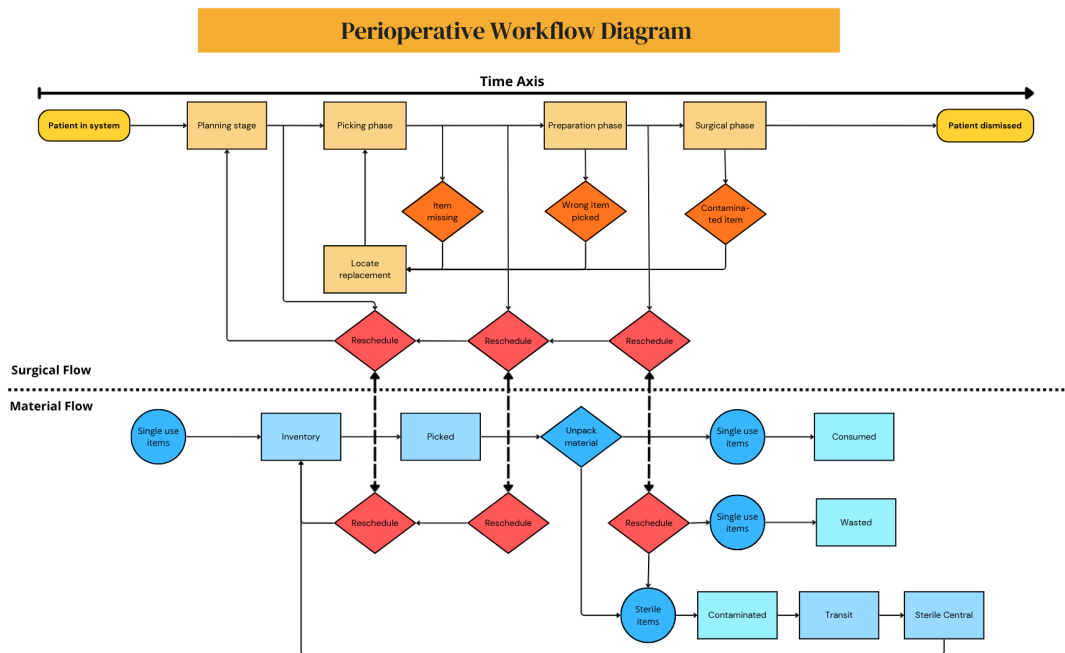 Perioperative Workflow Diagram
Time Axis
Patient in system
Planning stage
Picking phase
Preparation phase
Surgical phase
Patient dismissed
Item
missing
Wrong item
picked
Contamina-
ted item
Locate
replacement
Reschedule
Reschedule
Reschedule
Surgical Flow
Material Flow
Single use
items
Inventory
Picked
Unpack
material
Single use
items
Consumed
Reschedule
Reschedule
Reschedule
Single use
items
Wasted
Sterile
items
Contaminated
Transit
Sterile Central